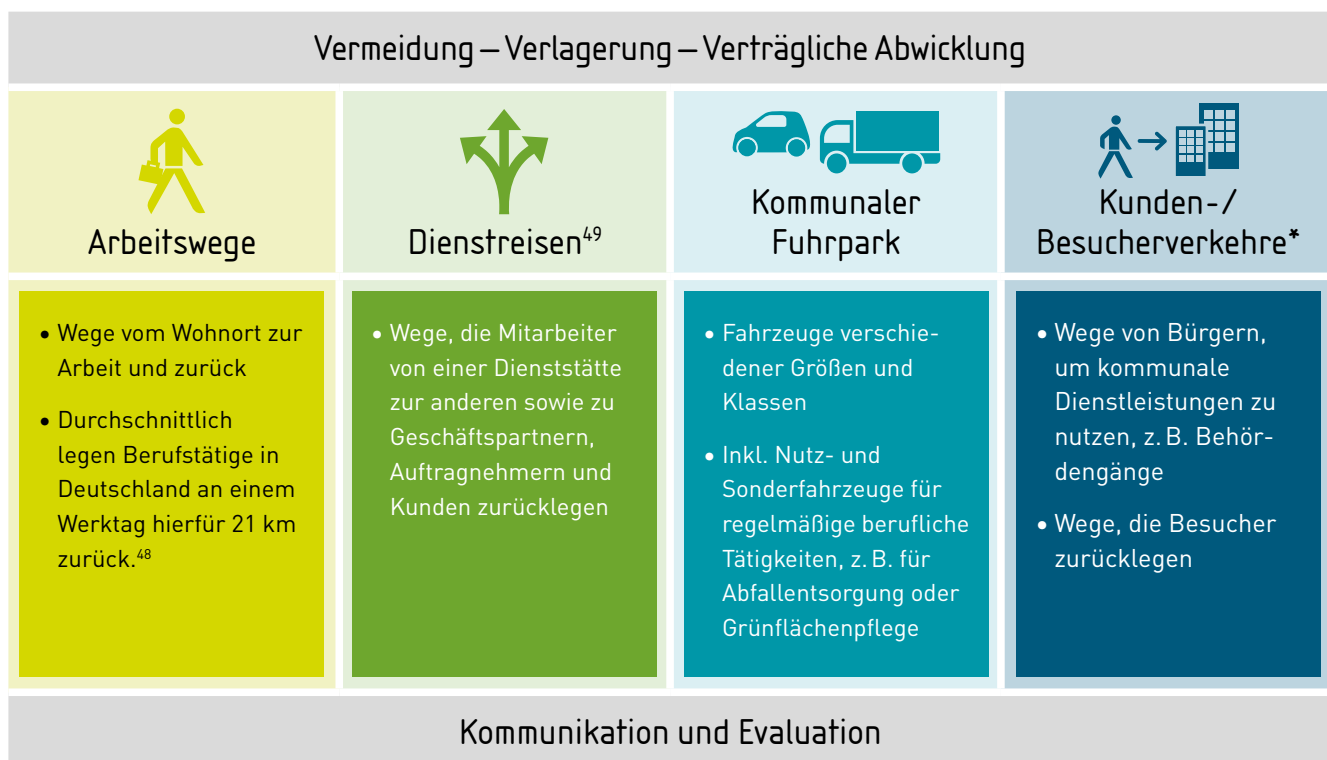 Vermeidung – Verlagerung – Verträgliche Abwicklung
Arbeitswege
• Wege vom Wohnort zur
Arbeit und zurück
• Durchschnittlich
legen Berufstätige in
Deutschland an einem
Werktag hierfür 21 km
zurück.⁴⁸
Dienstreisen⁴⁹
• Wege, die Mitarbeiter
von einer Dienststätte
zur anderen sowie zu
Geschäftspartnern,
Auftragnehmern und
Kunden zurücklegen
Kommunaler
Fuhrpark
• Fahrzeuge verschie-
dener Größen und
Klassen
• Inkl. Nutz- und
Sonderfahrzeuge für
regelmäßige berufliche
Tätigkeiten, z. B. für
Abfallentsorgung oder
Grünflächenpflege
Kunden-/
Besucherverkehre*
• Wege von Bürgern,
um kommunale
Dienstleistungen zu
nutzen, z. B. Behör-
dengänge
• Wege, die Besucher
zurücklegen
Kommunikation und Evaluation